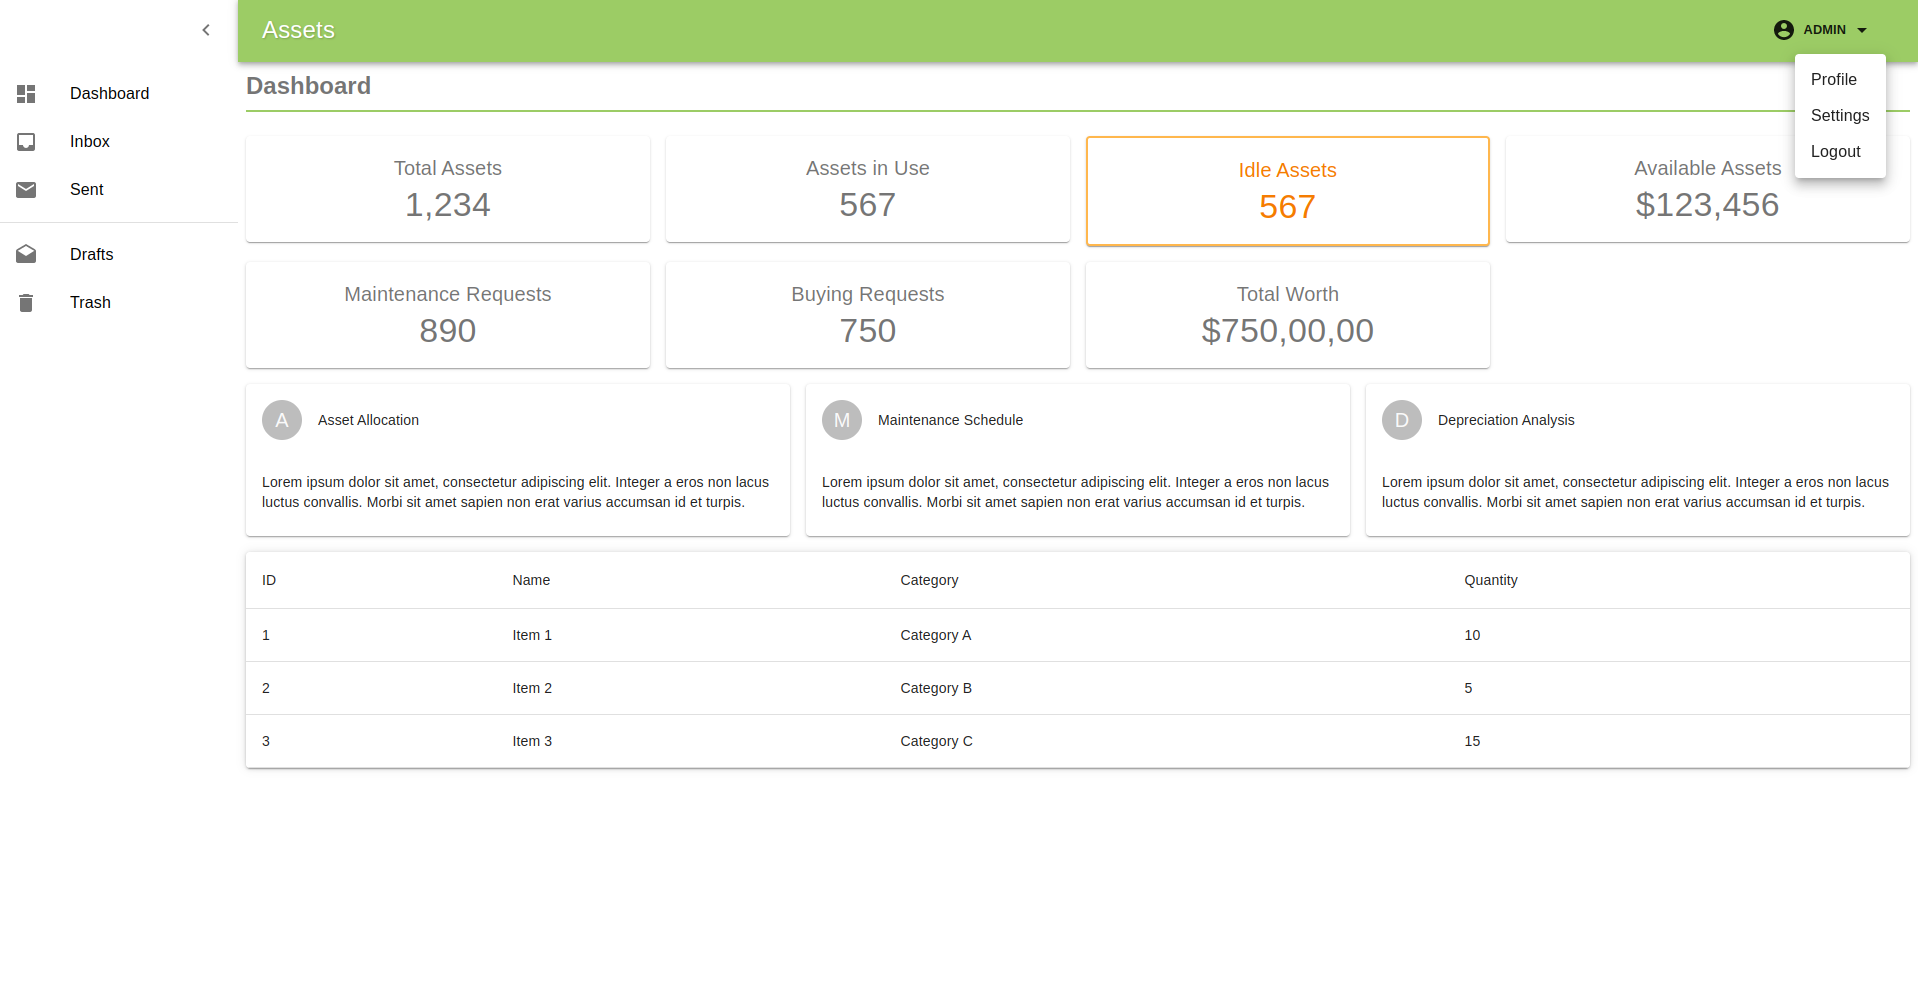 Assets
ADMIN
Profile
Settings
Logout
Dashboard
Inbox
Sent
Drafts
Trash
Dashboard
Total Assets
1,234
Assets in Use
567
Idle Assets
567
Available Assets
$123,456
Maintenance Requests
890
Buying Requests
750
Total Worth
$750,00,00
A
Asset Allocation
Lorem ipsum dolor sit amet, consectetur adipiscing elit. Integer a eros non lacus
luctus convallis. Morbi sit amet sapien non erat varius accumsan id et turpis.
M
Maintenance Schedule
Lorem ipsum dolor sit amet, consectetur adipiscing elit. Integer a eros non lacus
luctus convallis. Morbi sit amet sapien non erat varius accumsan id et turpis.
D
Depreciation Analysis
Lorem ipsum dolor sit amet, consectetur adipiscing elit. Integer a eros non lacus
luctus convallis. Morbi sit amet sapien non erat varius accumsan id et turpis.
ID Name Category Quantity
1 Item 1 Category A 10
2 Item 2 Category B 5
3 Item 3 Category C 15